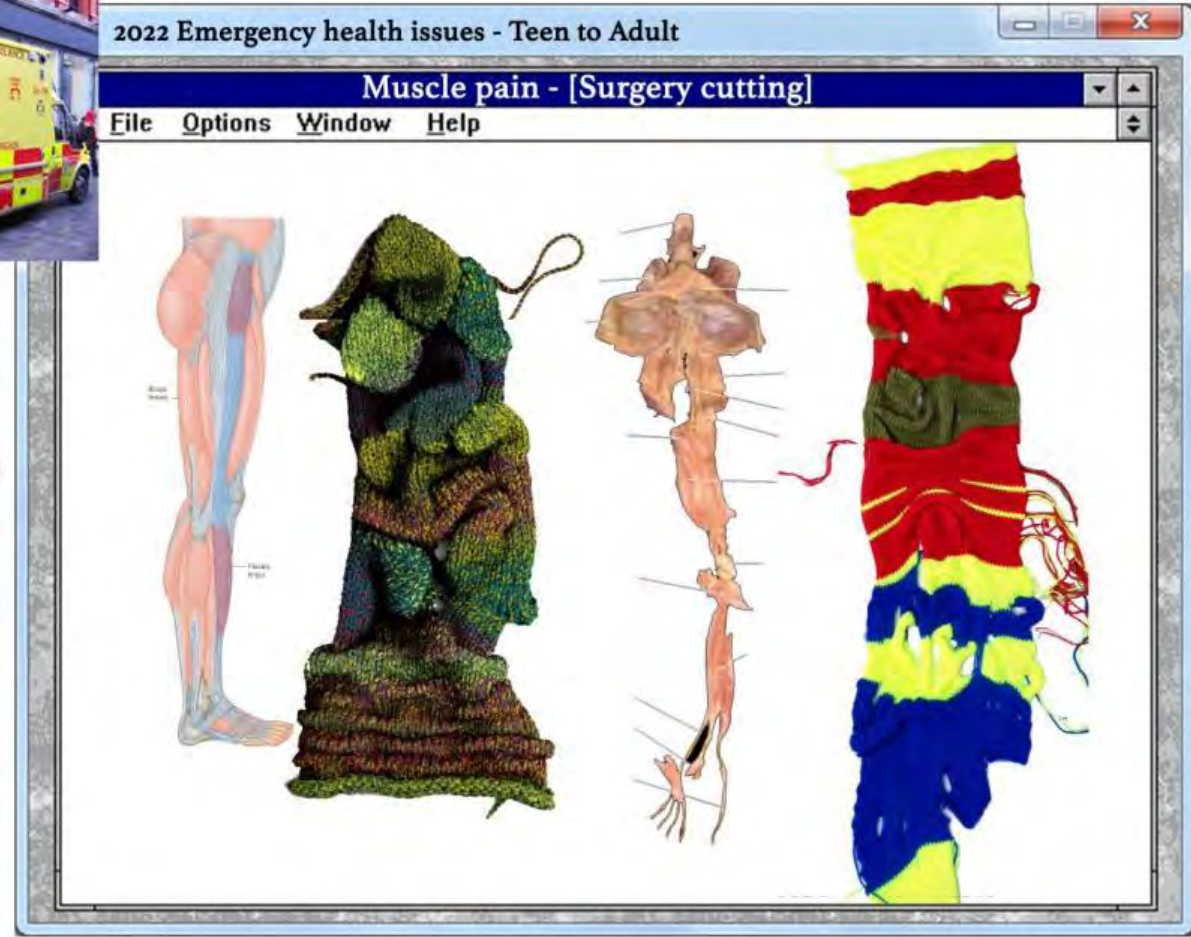 2022 Emergency health issues - Teen to Adult
Muscle pain - [Surgery cutting]
File Options Window Help